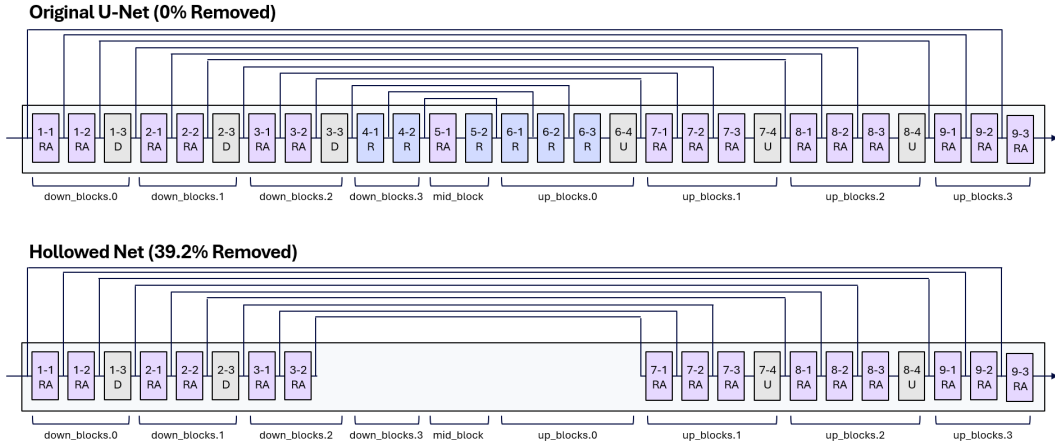 Original U-Net (0% Removed)
1-1 1-2 1-3 2-1 2-2 2-3 3-1 3-2 3-3 4-1 4-2 5-1 5-2 6-1 6-2 6-3 6-4 7-1 7-2 7-3 7-4 8-1 8-2 8-3 8-4 9-1 9-2 9-3
RA RA D RA RA D RA RA D R R RA R R R R U RA RA RA U RA RA RA U RA RA RA
down_blocks.0 down_blocks.1 down_blocks.2 down_blocks.3 mid_block up_blocks.0 up_blocks.1 up_blocks.2 up_blocks.3
Hollowed Net (39.2% Removed)
1-1 1-2 1-3 2-1 2-2 2-3 3-1 3-2 7-1 7-2 7-3 7-4 8-1 8-2 8-3 8-4 9-1 9-2 9-3
RA RA D RA RA D RA RA RA RA RA U RA RA RA U RA RA RA
down_blocks.0 down_blocks.1 down_blocks.2 down_blocks.3 mid_block up_blocks.0 up_blocks.1 up_blocks.2 up_blocks.3